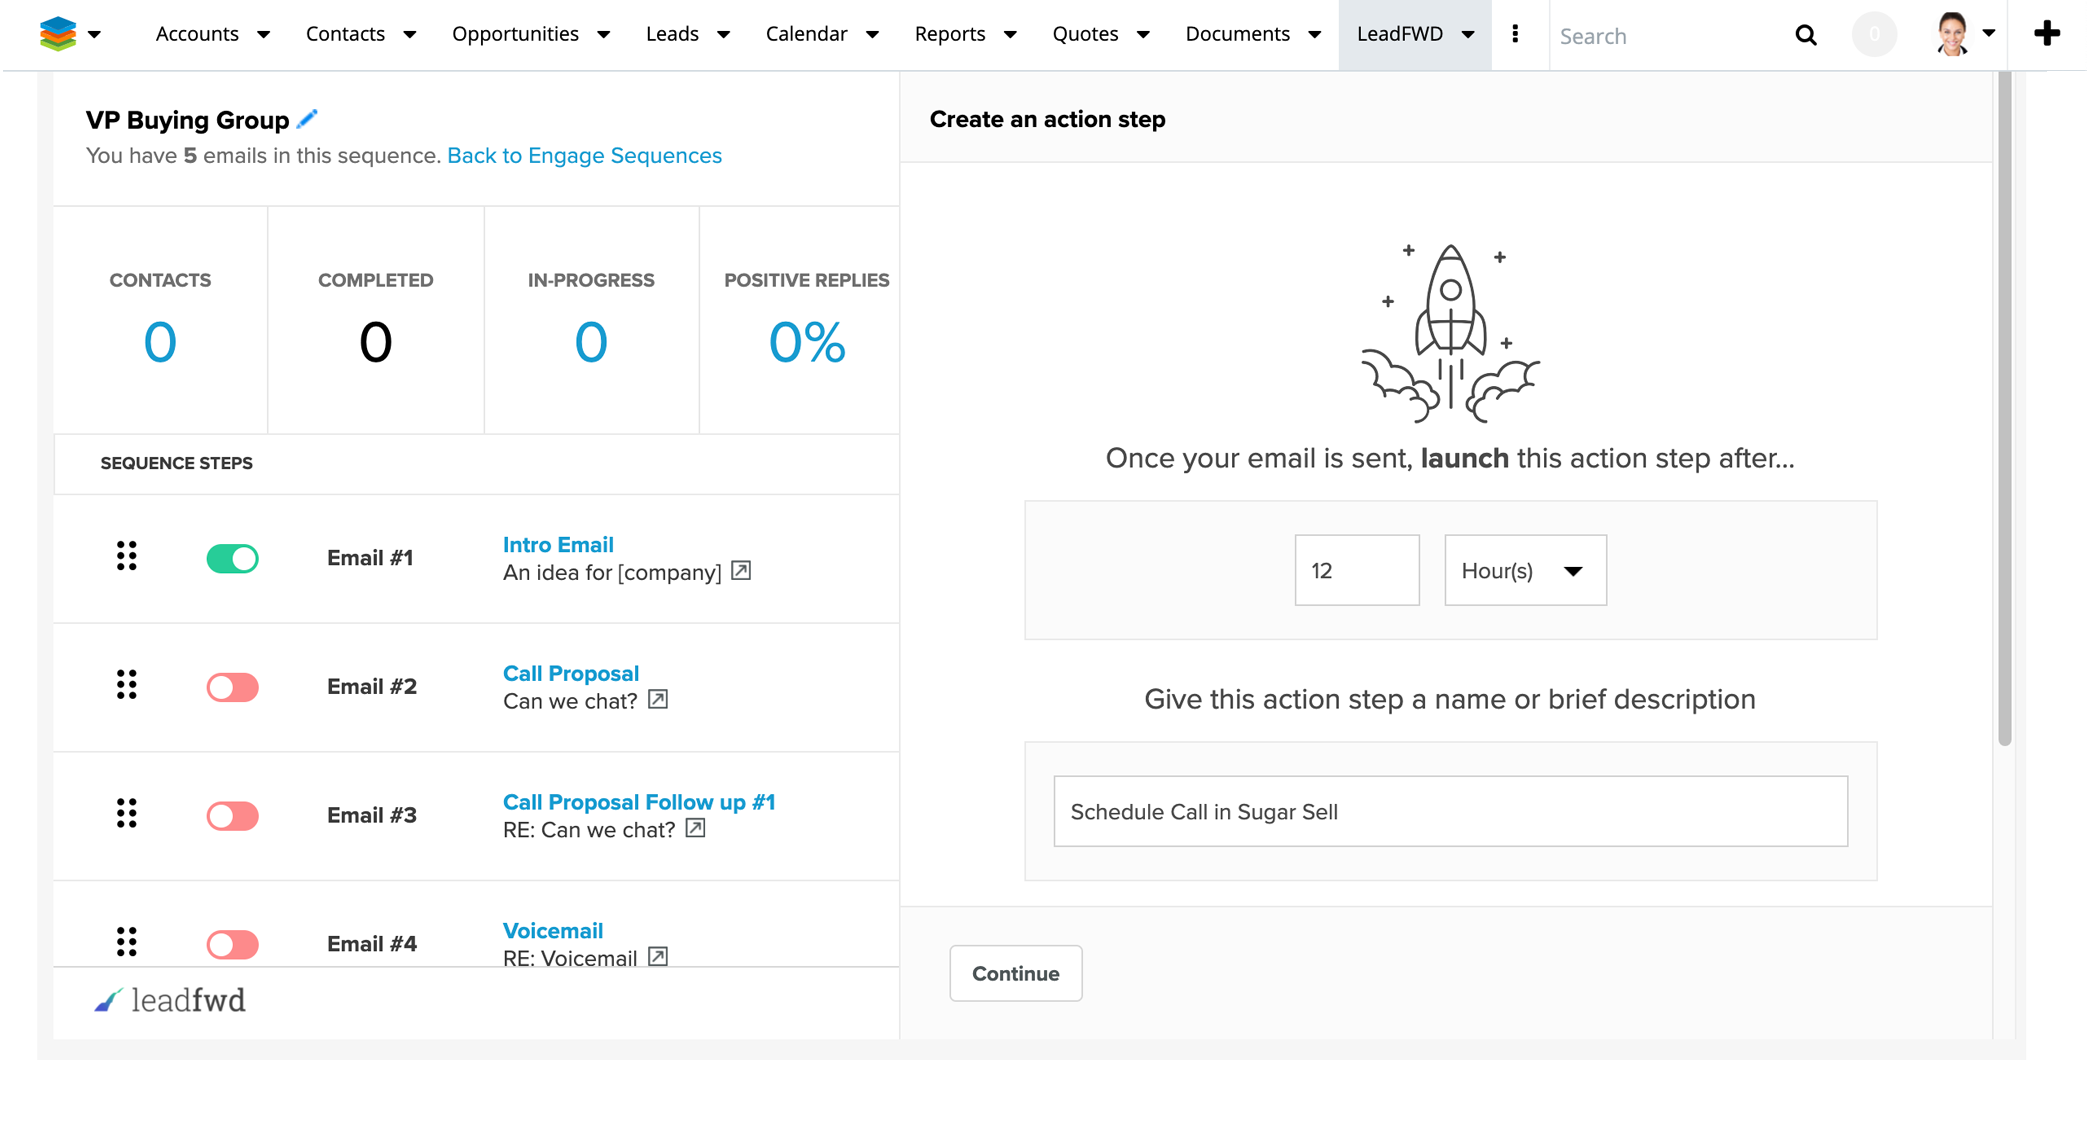 Accounts Contacts Opportunities Leads Calendar Reports Quotes Documents LeadFWD Search 0
VP Buying Group
You have 5 emails in this sequence. Back to Engage Sequences
CONTACTS
0
COMPLETED
0
IN-PROGRESS
0
POSITIVE REPLIES
0%
SEQUENCE STEPS
Email #1
Intro Email
An idea for [company]
Email #2
Call Proposal
Can we chat?
Email #3
Call Proposal Follow up #1
RE: Can we chat?
Email #4
Voicemail
RE: Voicemail
leadfwd
Create an action step
Once your email is sent, launch this action step after...
12 Hour(s)
Give this action step a name or brief description
Schedule Call in Sugar Sell
Continue